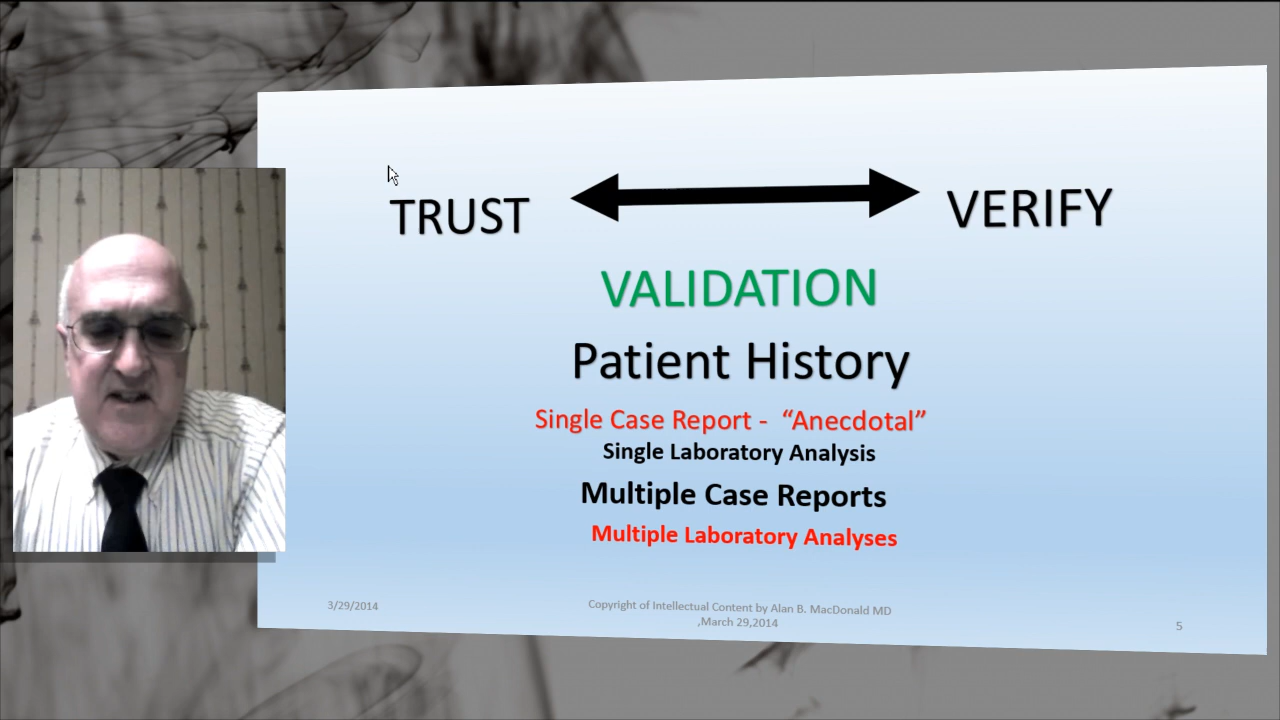 TRUST VERIFY
VALIDATION
Patient History
Single Case Report - “Anecdotal”
Single Laboratory Analysis
Multiple Case Reports
Multiple Laboratory Analyses
3/29/2014
Copyright of Intellectual Content by Alan B. MacDonald MD
,March 29,2014
5